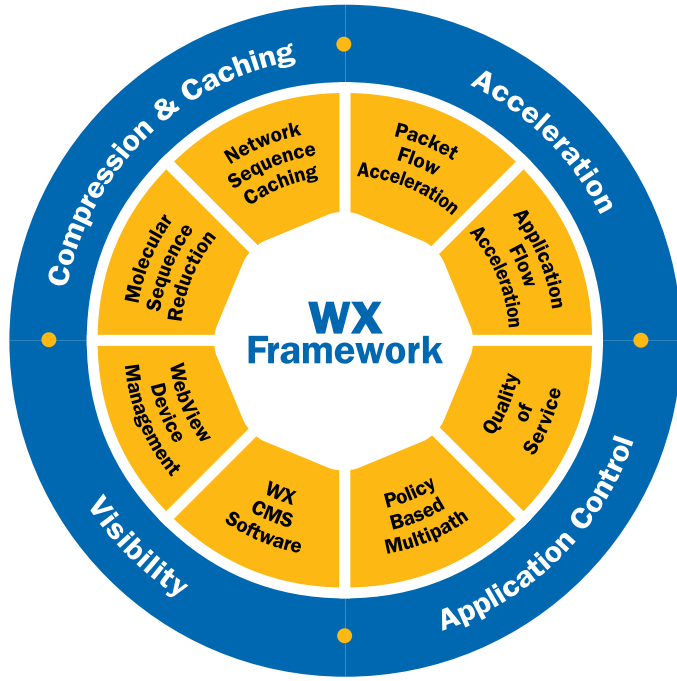 Compression & Caching
Acceleration
Network
Sequence
Caching
Packet
Flow
Acceleration
Molecular
Sequence
Reduction
Application
Flow
Acceleration
WX
Framework
WebView
Device
Management
Quality
of
Service
WX
CMS
Software
Policy
Based
Multipath
Visibility
Application Control